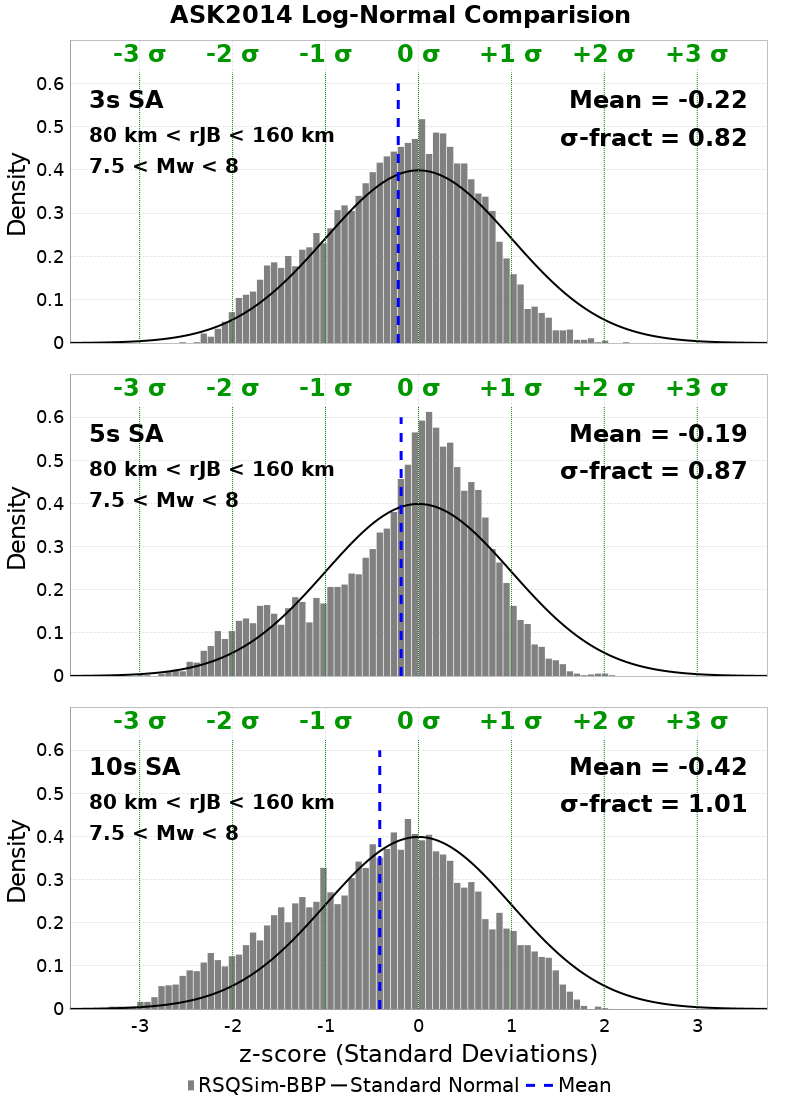 ASK2014 Log-Normal Comparision
-3 σ -2 σ -1 σ 0 σ +1 σ +2 σ +3 σ
0.6
3s SA Mean = -0.22
0.5
80 km < rJB < 160 km σ-fract = 0.82
0.4
7.5 < Mw < 8
Density
0.3
0.2
0.1
0
-3 σ -2 σ -1 σ 0 σ +1 σ +2 σ +3 σ
0.6
5s SA Mean = -0.19
0.5
80 km < rJB < 160 km σ-fract = 0.87
0.4
7.5 < Mw < 8
Density
0.3
0.2
0.1
0
-3 σ -2 σ -1 σ 0 σ +1 σ +2 σ +3 σ
0.6
10s SA Mean = -0.42
0.5
80 km < rJB < 160 km σ-fract = 1.01
0.4
7.5 < Mw < 8
Density
0.3
0.2
0.1
0
-3 -2 -1 0 1 2 3
z-score (Standard Deviations)
RSQSim-BBP Standard Normal Mean